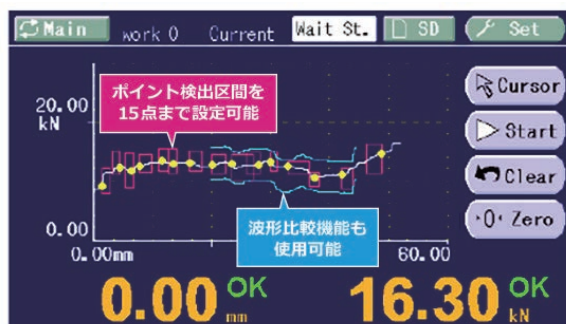 Main work 0 Current Wait St. SD Set
20.00
kN
ポイント検出区間を
15点まで設定可能
Cursor
Start
Clear
・0・ Zero
波形比較機能も
使用可能
0.00
0.00mm 60.00
0.00 mm OK 16.30 kN OK